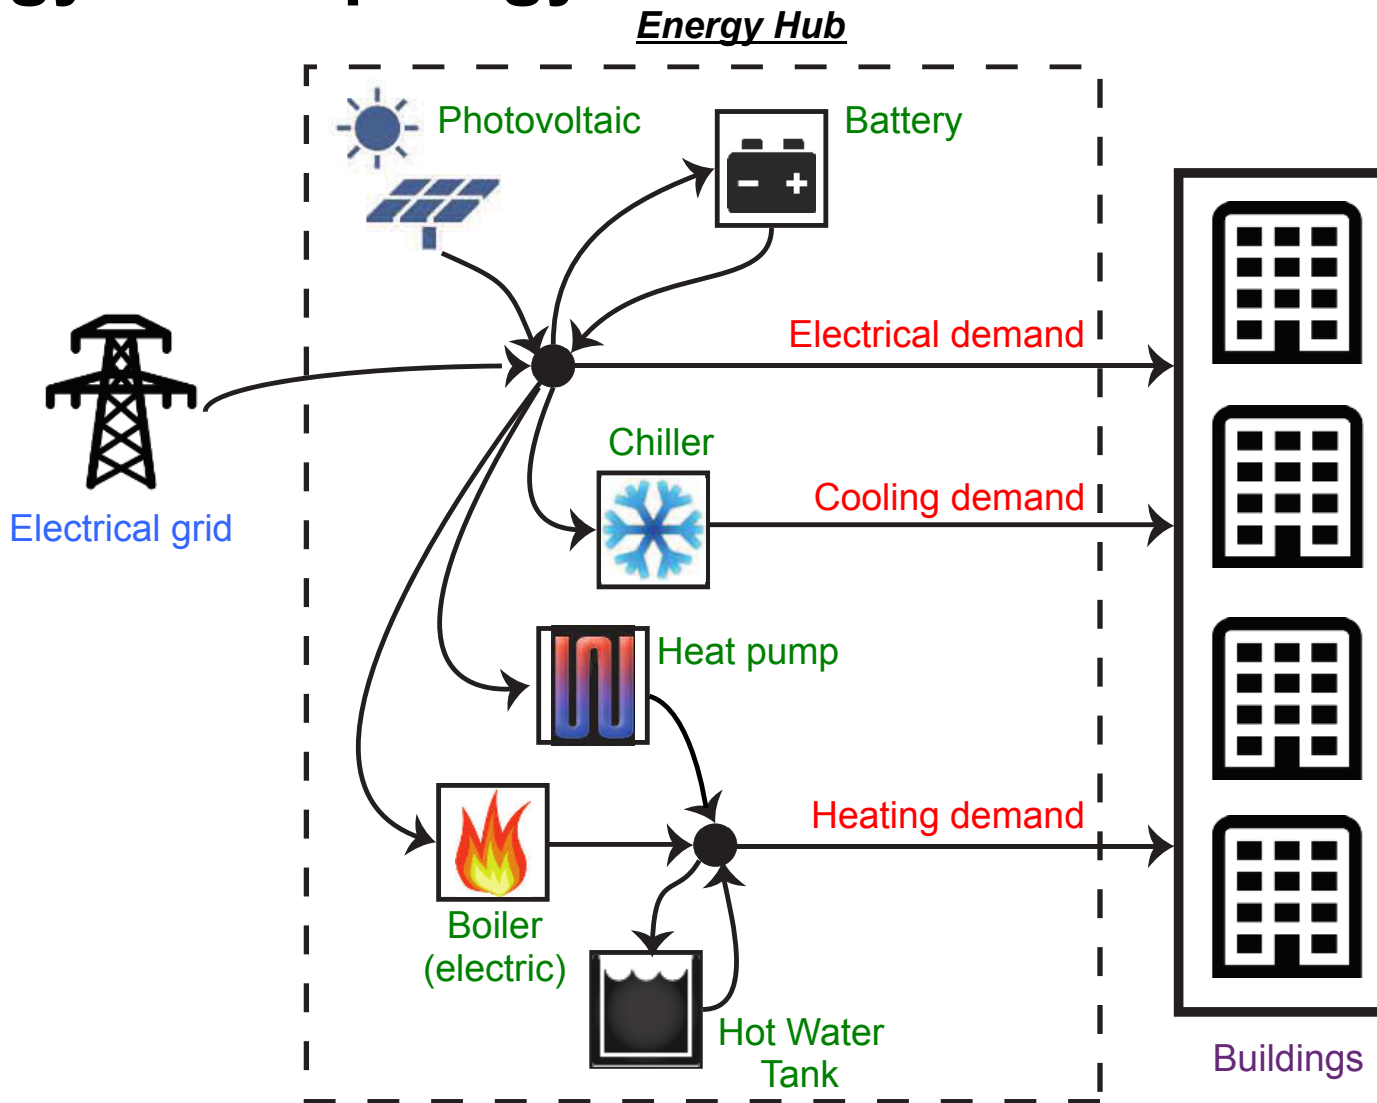 Energy Hub
Photovoltaic
Battery
Electrical demand
Chiller
Cooling demand
Electrical grid
Heat pump
Heating demand
Boiler
(electric)
Hot Water
Tank
Buildings